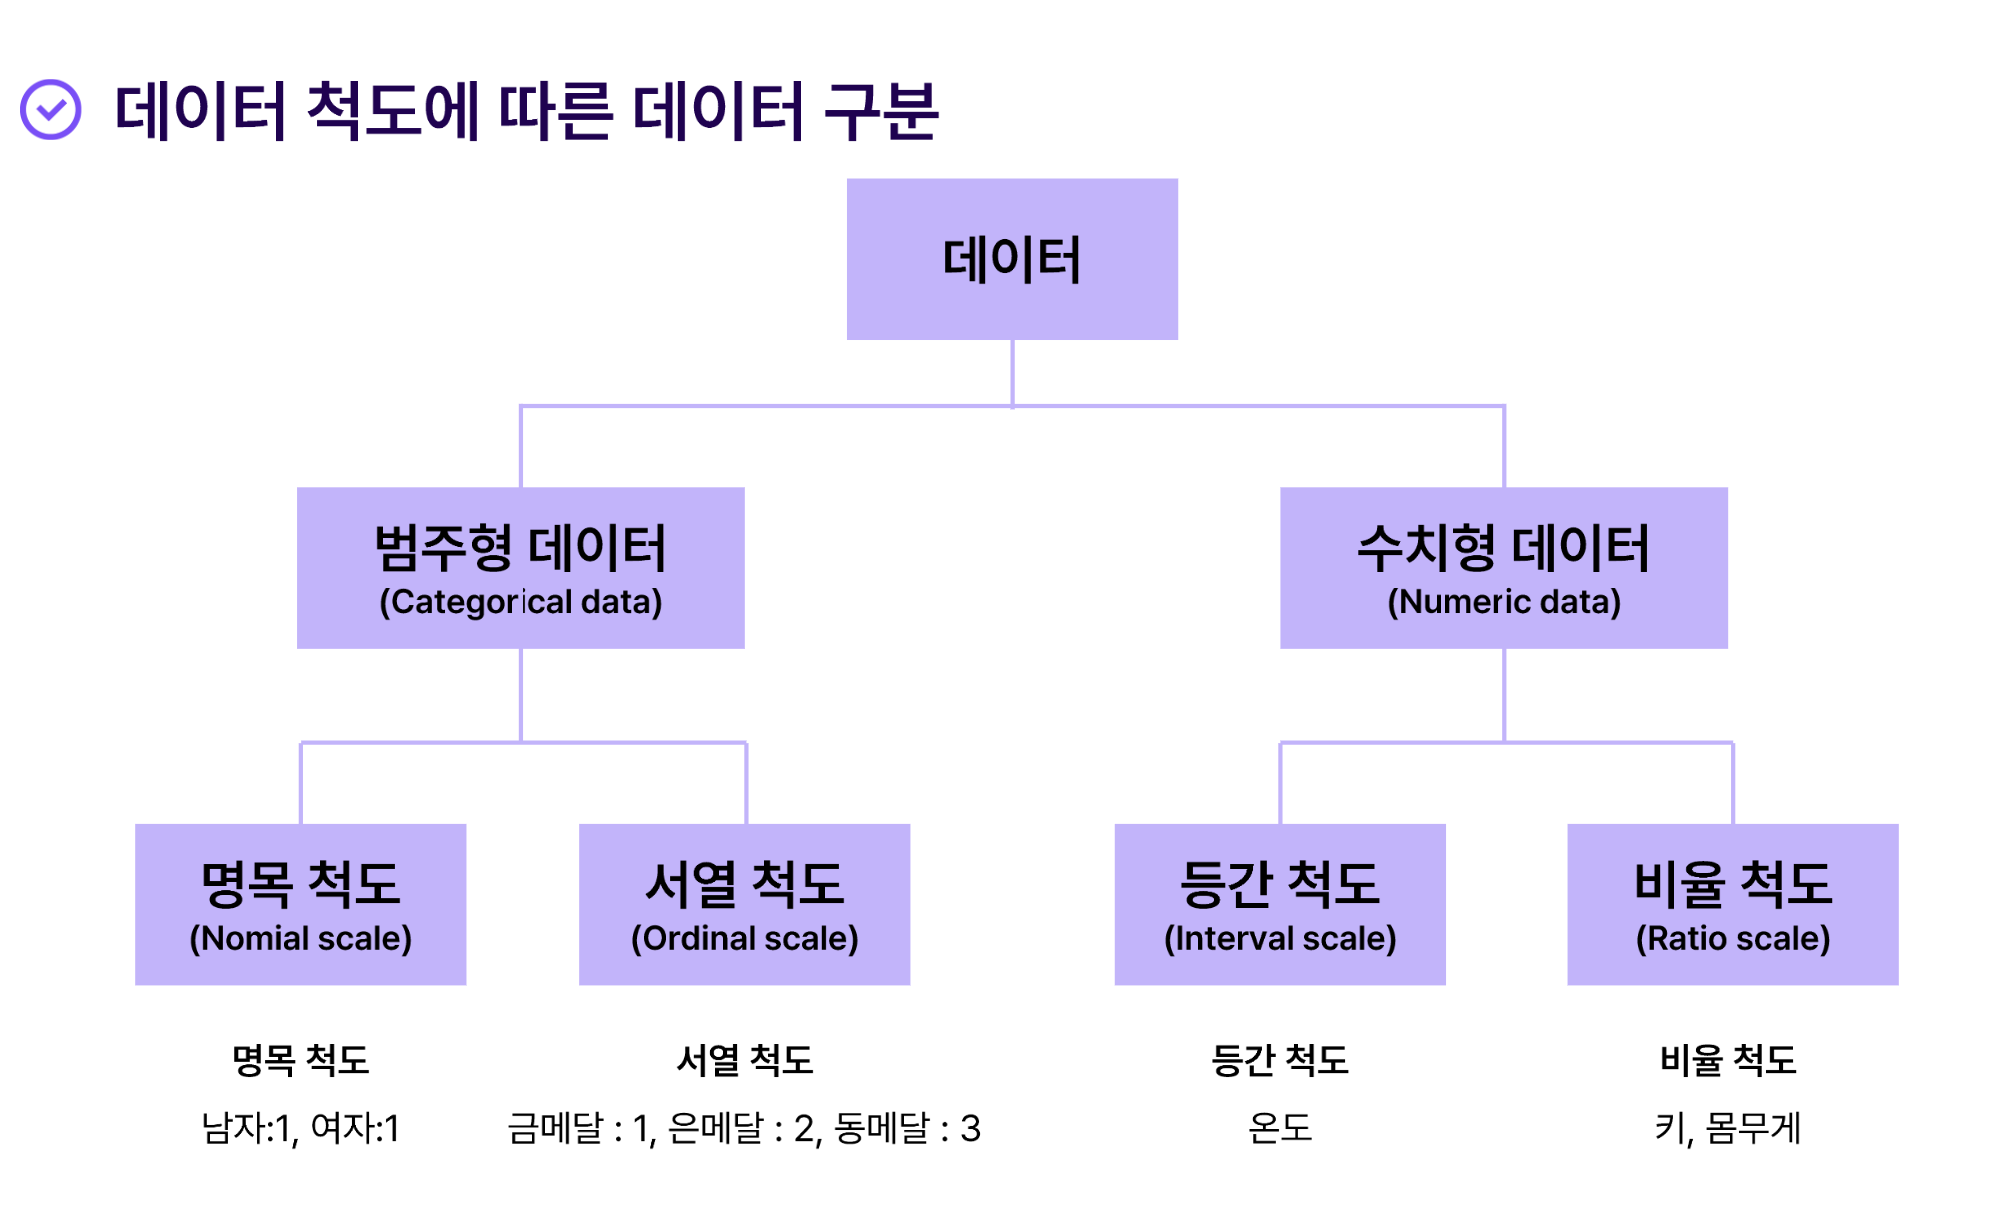 데이터 척도에 따른 데이터 구분
데이터
범주형 데이터
(Categorical data)
수치형 데이터
(Numeric data)
명목 척도
(Nomial scale)
서열 척도
(Ordinal scale)
등간 척도
(Interval scale)
비율 척도
(Ratio scale)
명목 척도
남자:1, 여자:1
서열 척도
금메달 : 1, 은메달 : 2, 동메달 : 3
등간 척도
온도
비율 척도
키, 몸무게